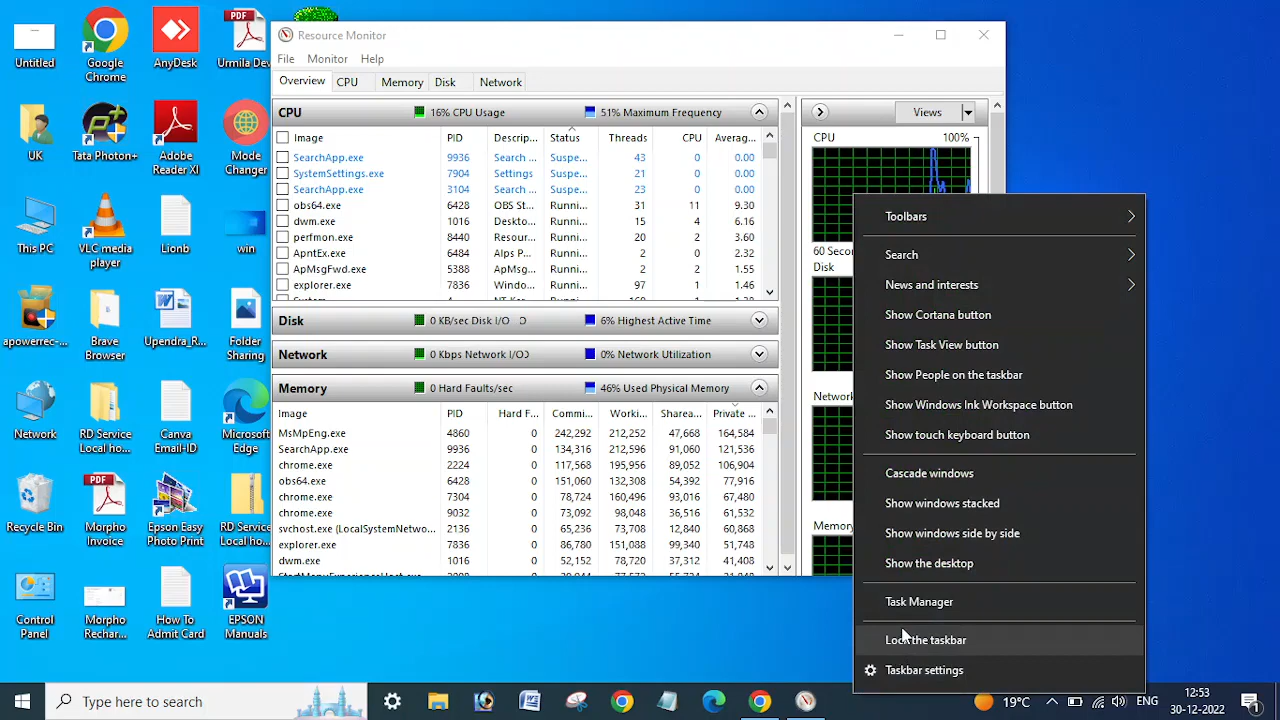 Untitled
Google
Chrome
AnyDesk
PDF
Urmila Dev
UK
Tata Photon+
Adobe
Reader XI
Mode
Changer
This PC
VLC media
player
Lionb
win
apowerrec-...
Brave
Browser
Upendra_R...
Folder
Sharing
Network
RD Service
Local ho...
Canva
Email-ID
Microsoft
Edge
Recycle Bin
PDF
Morpho
Invoice
Epson Easy
Photo Print
RD Service
Local ho...
Control
Panel
Morpho
Rechar...
How To
Admit Card
EPSON
Manuals
Resource Monitor
File Monitor Help
Overview CPU Memory Disk Network
CPU 16% CPU Usage 51% Maximum Frequency
Image PID Descrip... Status Threads CPU Averag...
SearchApp.exe 9936 Search ... Suspe... 43 0 0.00
SystemSettings.exe 7904 Settings Suspe... 21 0 0.00
SearchApp.exe 3104 Search ... Suspe... 23 0 0.00
obs64.exe 6428 OBS St... Runni... 31 11 9.30
dwm.exe 1016 Deskto... Runni... 15 4 6.16
perfmon.exe 8440 Resour... Runni... 20 2 3.60
ApntEx.exe 6484 Alps P... Runni... 2 0 2.32
ApMsgFwd.exe 5388 ApMsg... Runni... 2 2 1.55
explorer.exe 7836 Windo... Runni... 97 1 1.46
Disk 0 KB/sec Disk I/O 6% Highest Active Time
Network 0 Kbps Network I/O 0% Network Utilization
Memory 0 Hard Faults/sec 46% Used Physical Memory
Image PID Hard F... Commi... Worki... Sharea... Private ...
MsMpEng.exe 4860 0 242,292 212,252 47,668 164,584
SearchApp.exe 9936 0 134,316 212,596 91,060 121,536
chrome.exe 2224 0 117,568 195,956 89,052 106,904
obs64.exe 6428 0 151,060 132,308 54,392 77,916
chrome.exe 7304 0 78,724 160,496 93,016 67,480
chrome.exe 9032 0 73,092 98,048 36,516 61,532
svchost.exe (LocalSystemNetwo... 2136 0 65,236 73,708 12,840 60,868
explorer.exe 7836 0 86,780 151,088 99,340 51,748
dwm.exe 1016 0 52,152 78,720 37,312 41,408
Views
CPU 100%
60 Secon
Disk
Network
Memory
Toolbars
Search
News and interests
Show Cortana button
Show Task View button
Show People on the taskbar
Show Windows Ink Workspace button
Show touch keyboard button
Cascade windows
Show windows stacked
Show windows side by side
Show the desktop
Task Manager
Lock the taskbar
Taskbar settings
Type here to search
19°C
ENG
12:53
30-12-2022
1